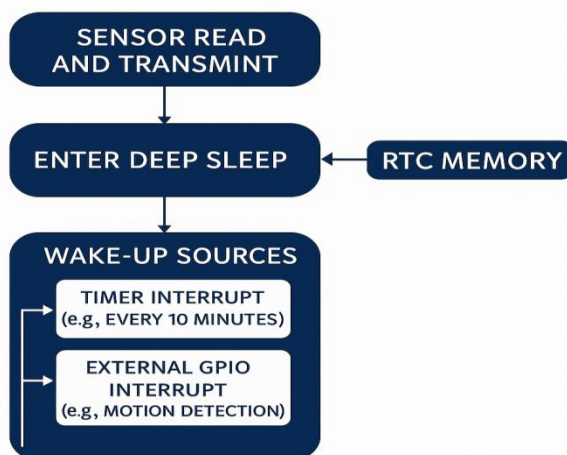 SENSOR READ
AND TRANSMINT
ENTER DEEP SLEEP
RTC MEMORY
WAKE-UP SOURCES
TIMER INTERRUPT
(e.g., EVERY 10 MINUTES)
EXTERNAL GPIO
INTERRUPT
(e.g., MOTION DETECTION)